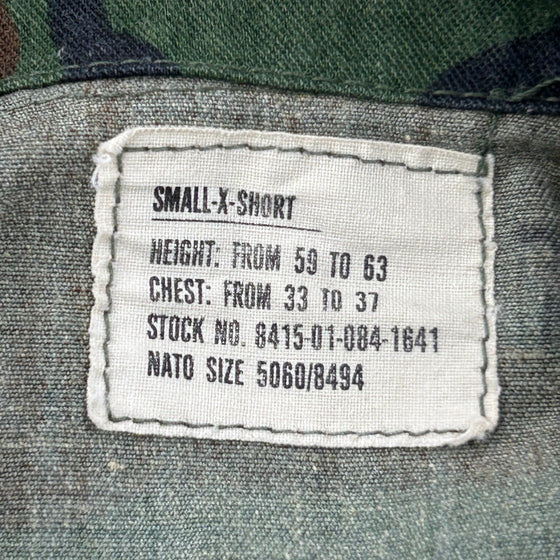 SMALL-X-SHORT
HEIGHT: FROM 59 TO 63
CHEST: FROM 33 TO 37
STOCK NO. 8415-01-084-1641
NATO SIZE 5060/8494